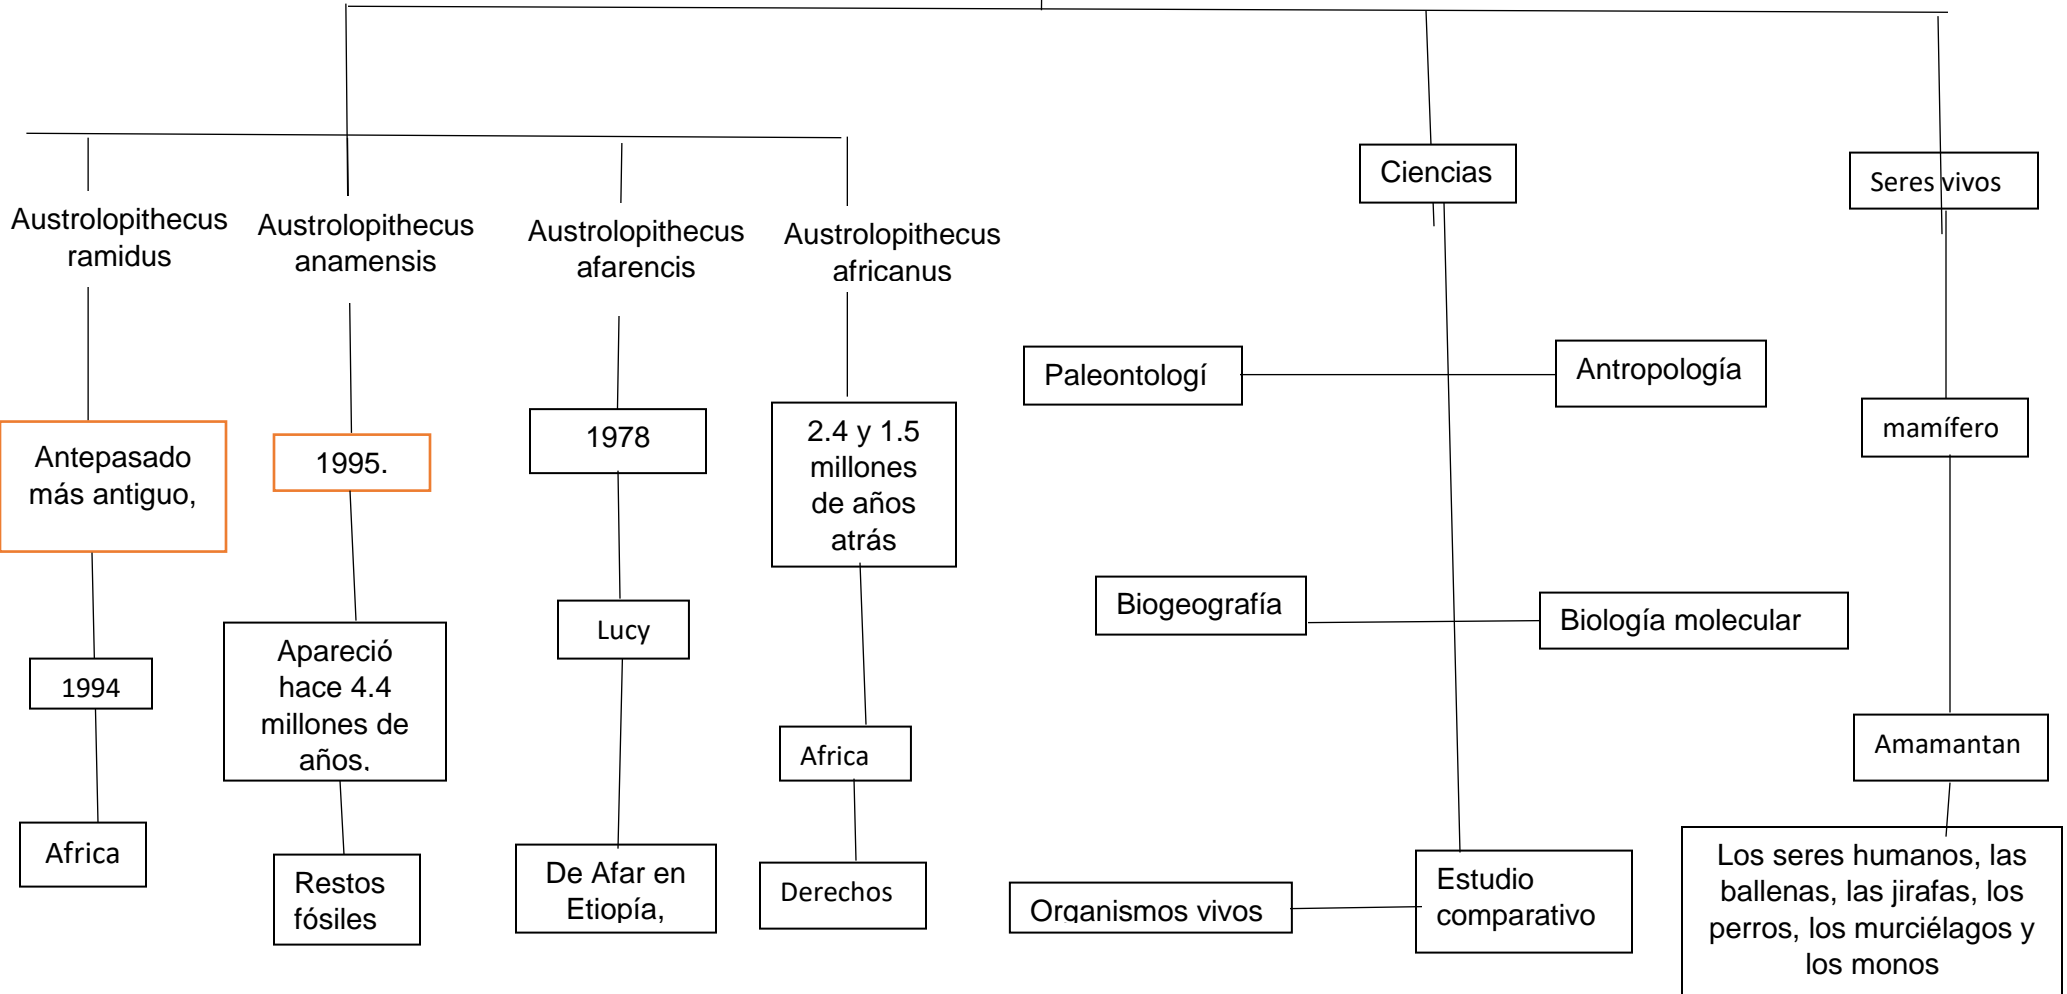 Austrolopithecus
ramidus
Antepasado
más antiguo,
1994
Africa
Austrolopithecus
anamensis
1995.
Apareció
hace 4.4
millones de
años.
Restos
fósiles
Austrolopithecus
afarencis
1978
Lucy
De Afar en
Etiopía,
Austrolopithecus
africanus
2.4 y 1.5
millones
de años
atrás
Africa
Derechos
Ciencias
Paleontologí
Antropología
Biogeografía
Biología molecular
Organismos vivos
Estudio
comparativo
Seres vivos
mamífero
Amamantan
Los seres humanos, las
ballenas, las jirafas, los
perros, los murciélagos y
los monos